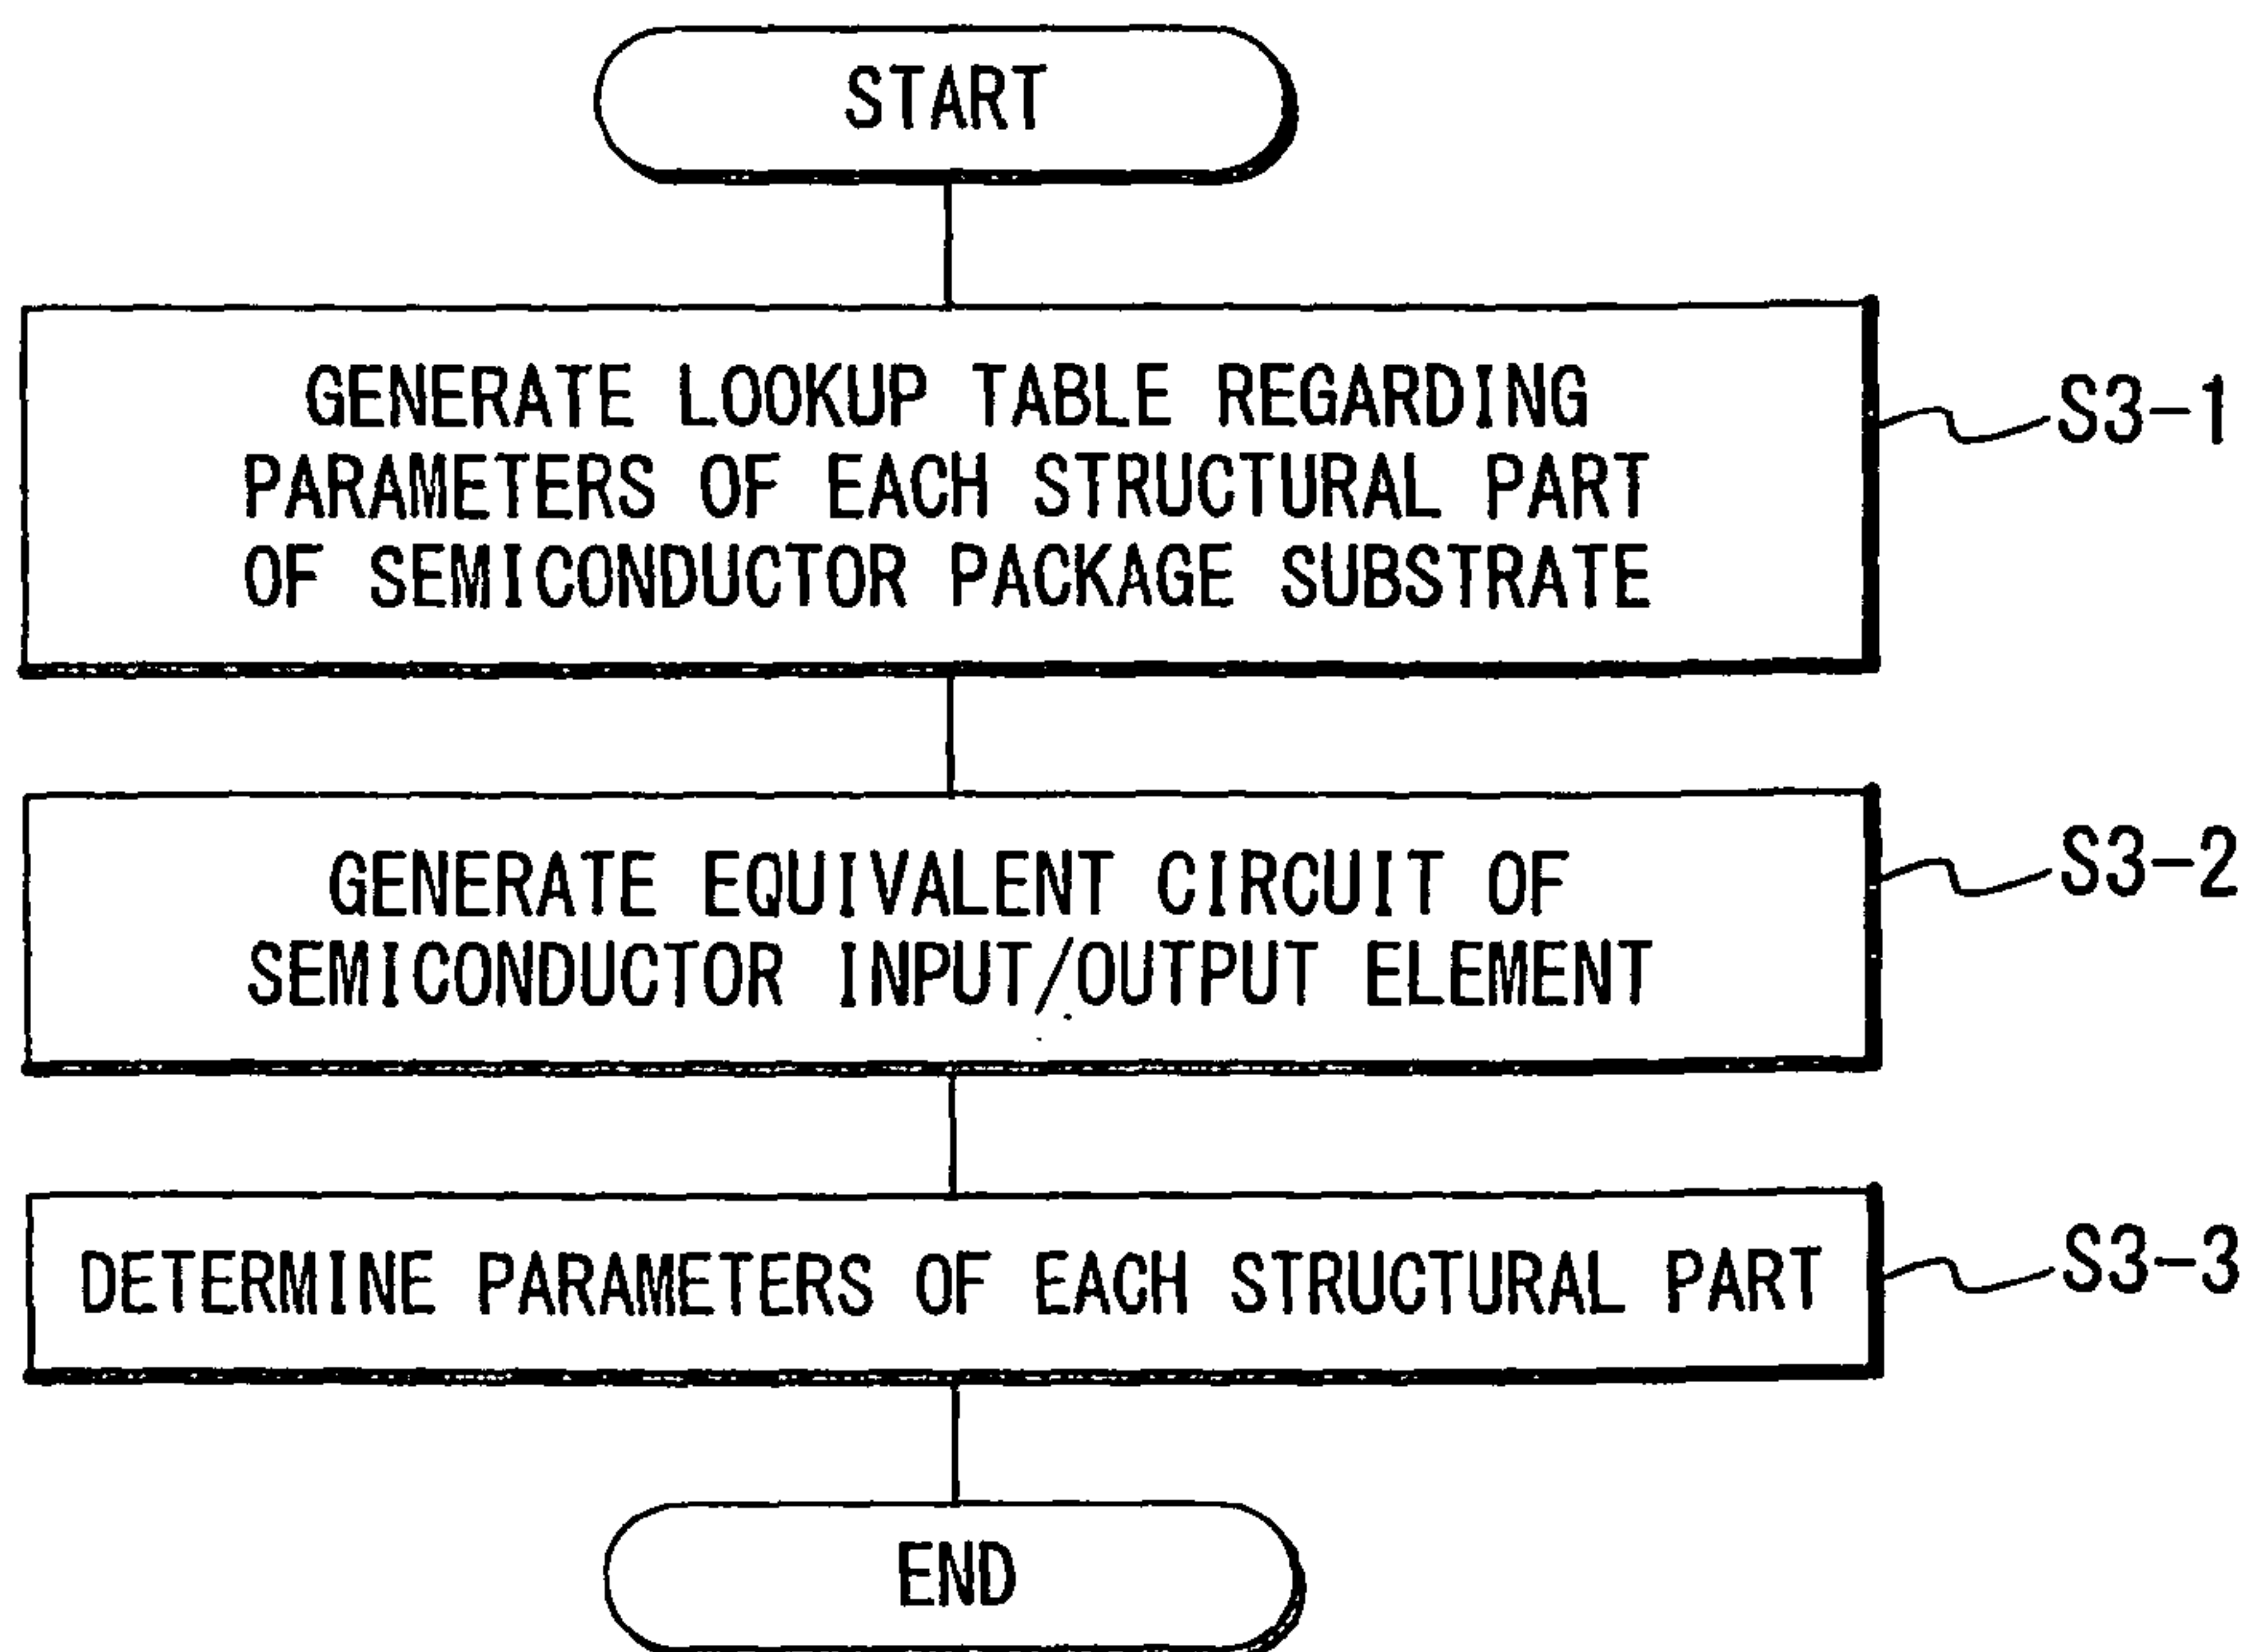 START
GENERATE LOOKUP TABLE REGARDING
PARAMETERS OF EACH STRUCTURAL PART
OF SEMICONDUCTOR PACKAGE SUBSTRATE
S3-1
GENERATE EQUIVALENT CIRCUIT OF
SEMICONDUCTOR INPUT/OUTPUT ELEMENT
S3-2
DETERMINE PARAMETERS OF EACH STRUCTURAL PART
S3-3
END